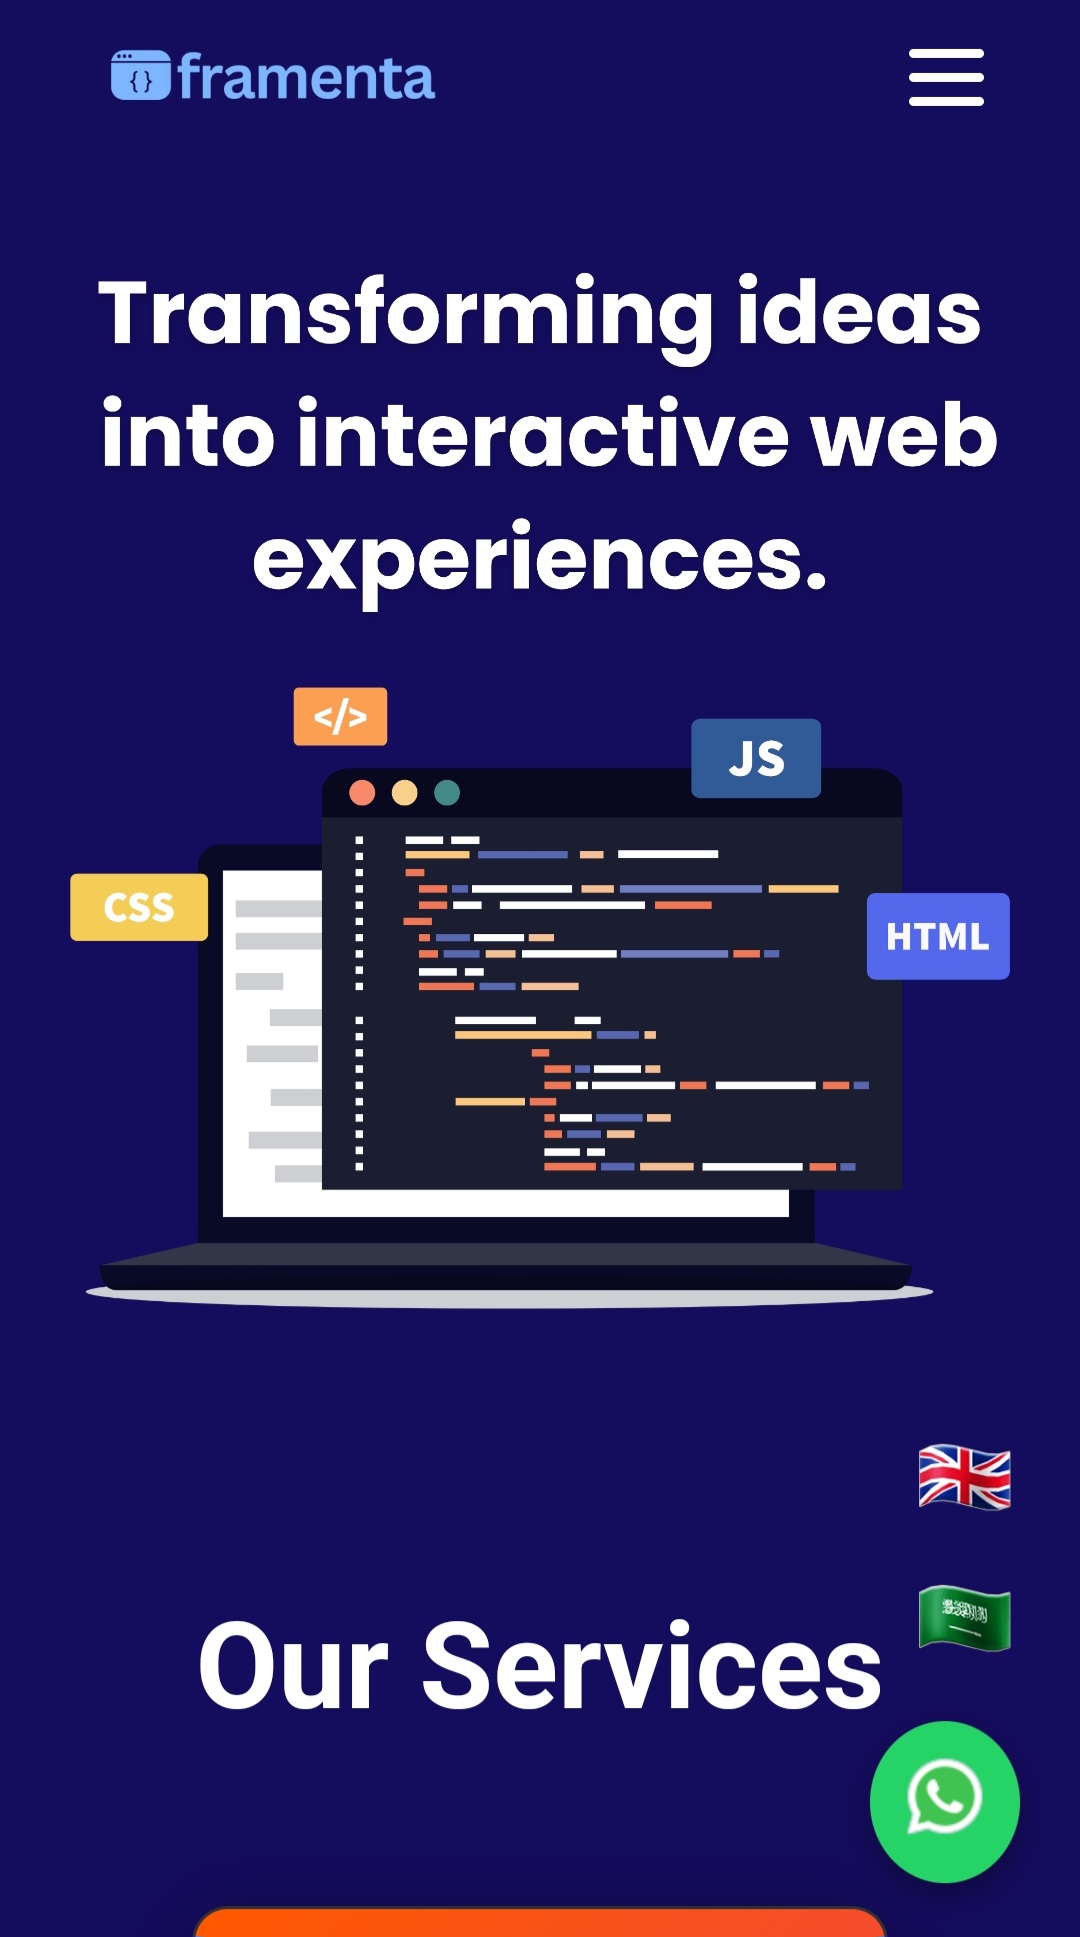 { } framenta
Transforming ideas
into interactive web
experiences.
</>
JS
CSS
HTML
Our Services